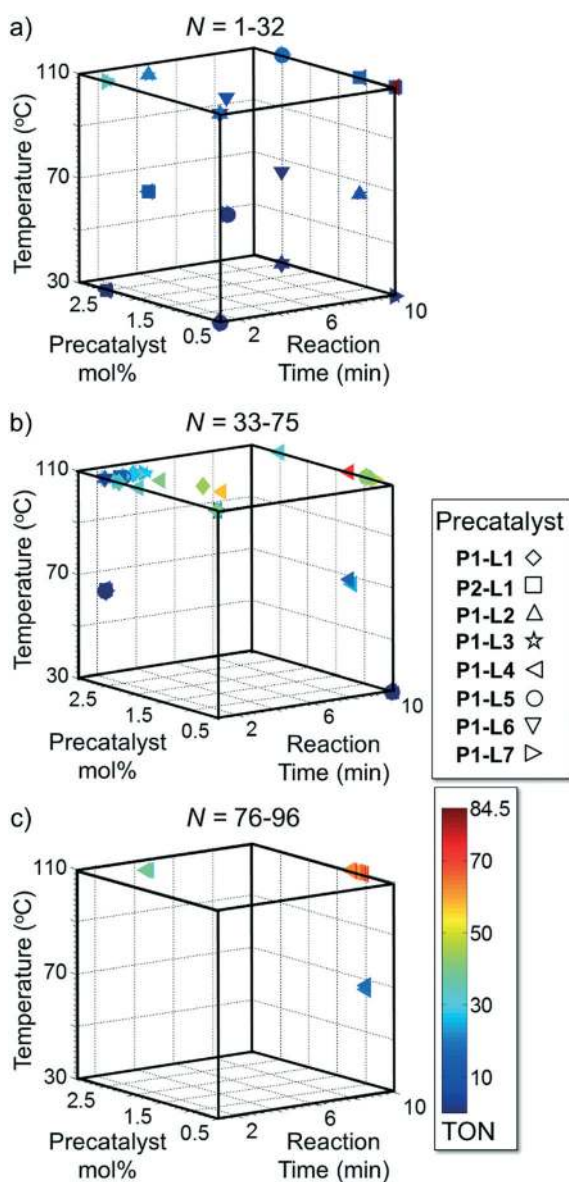 a) N = 1-32
110
70
30
Temperature (ºC)
2.5
1.5
0.5
Precatalyst
mol%
2
6
10
Reaction
Time (min)
b) N = 33-75
110
70
30
Temperature (ºC)
2.5
1.5
0.5
Precatalyst
mol%
2
6
10
Reaction
Time (min)
Precatalyst
P1-L1
P2-L1
P1-L2
P1-L3
P1-L4
P1-L5
P1-L6
P1-L7
c) N = 76-96
110
70
30
Temperature (ºC)
2.5
1.5
0.5
Precatalyst
mol%
2
6
10
Reaction
Time (min)
84.5
70
50
30
10
TON